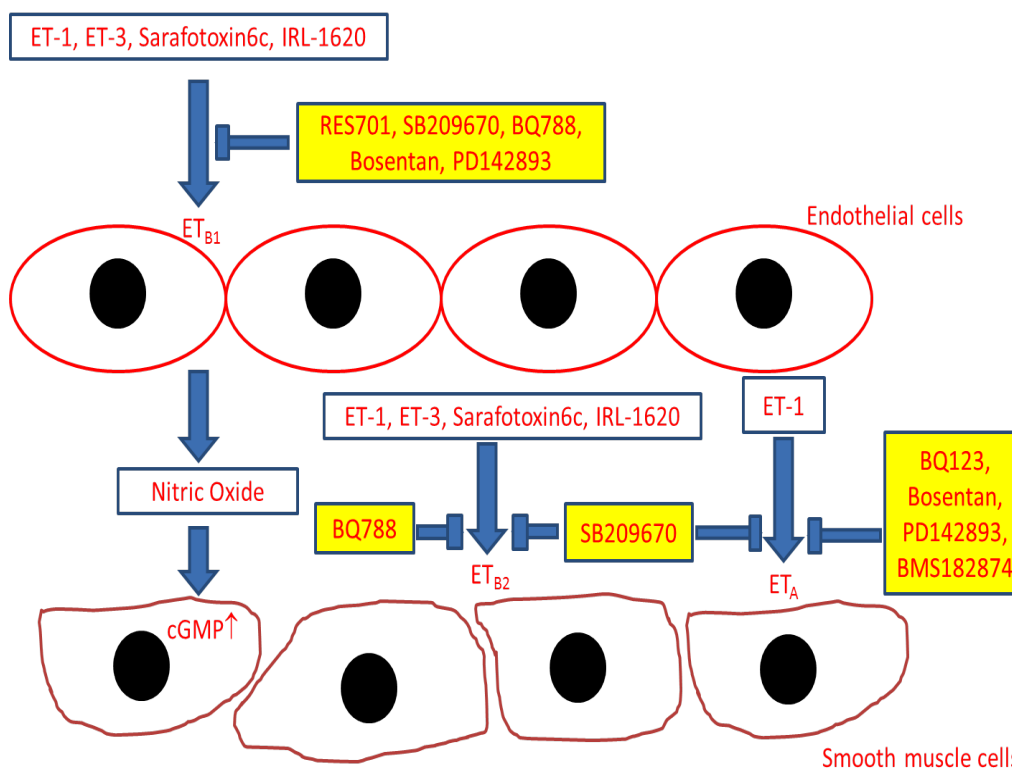 ET-1, ET-3, Sarafotoxin6c, IRL-1620
RES701, SB209670, BQ788,
Bosentan, PD142893
ETB1
Endothelial cells
ET-1, ET-3, Sarafotoxin6c, IRL-1620
ET-1
Nitric Oxide
BQ788
SB209670
BQ123,
Bosentan,
PD142893,
BMS182874
ETB2
ETA
cGMP↑
Smooth muscle cells